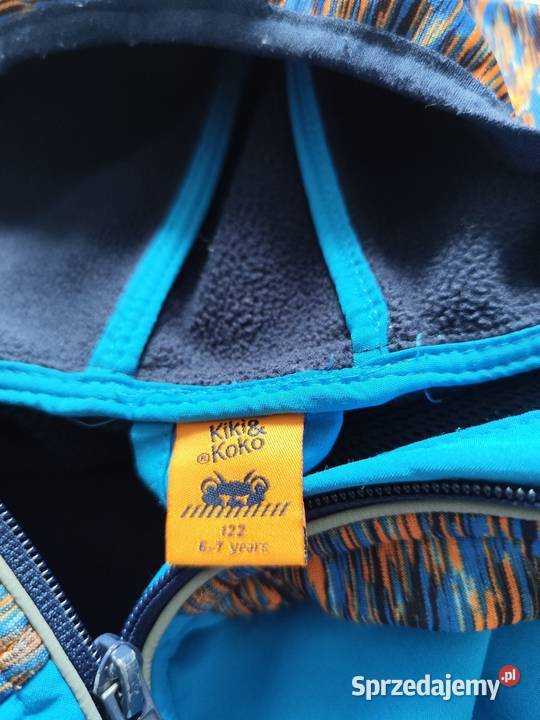 Kiki&
®Koko
122
6-7 years
Sprzedajemy.pl